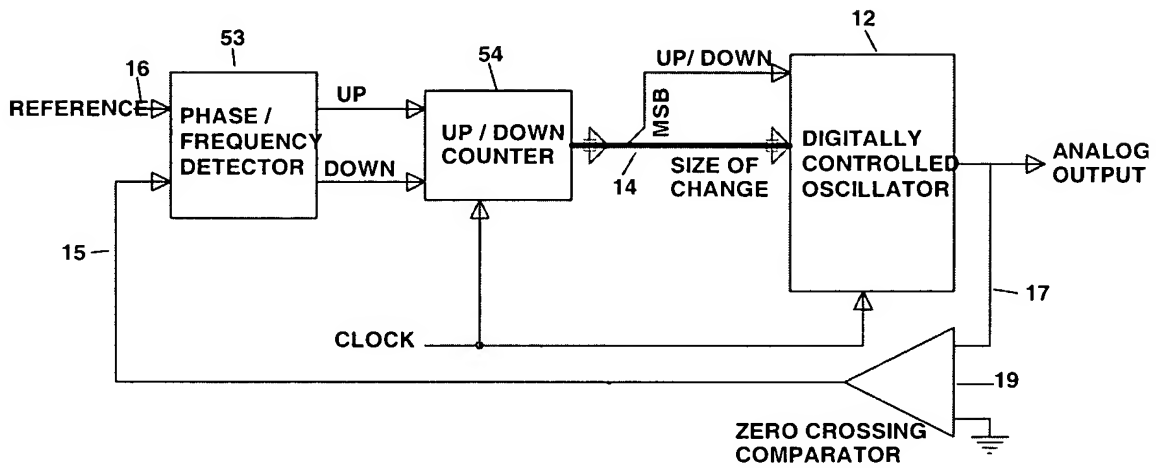 53
12
16
54
UP/ DOWN
REFERENCE
PHASE /
FREQUENCY
DETECTOR
UP
DOWN
UP / DOWN
COUNTER
MSB
14
SIZE OF
CHANGE
DIGITALLY
CONTROLLED
OSCILLATOR
ANALOG
OUTPUT
15
17
CLOCK
19
ZERO CROSSING
COMPARATOR